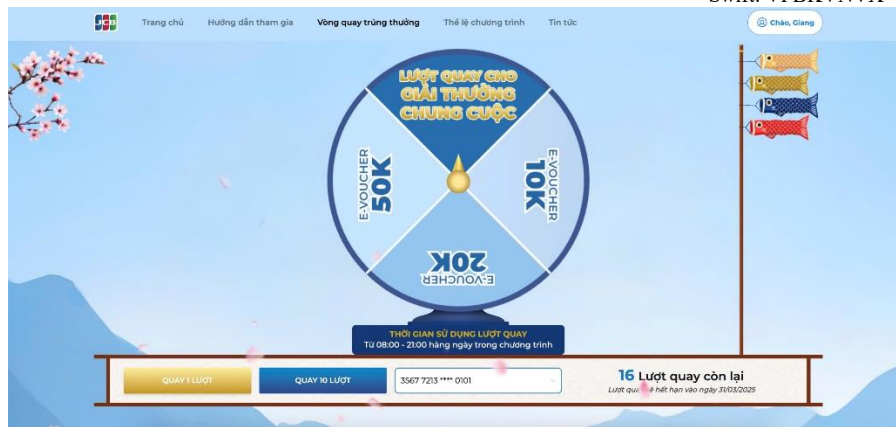 JCB
Trang chủ
Hướng dẫn tham gia
Vòng quay trúng thưởng
Thể lệ chương trình
Tin tức
Chào, Giang
LƯỢT QUAY CHO
GIẢI THƯỞNG
CHUNG CUỘC
E-VOUCHER
50K
E-VOUCHER
10K
20K
E-VOUCHER
THỜI GIAN SỬ DỤNG LƯỢT QUAY
Từ 08:00 - 21:00 hàng ngày trong chương trình
QUAY 1 LƯỢT
QUAY 10 LƯỢT
3567 7213 **** 0101
16 Lượt quay còn lại
Lượt hết hạn vào ngày 31/03/2025